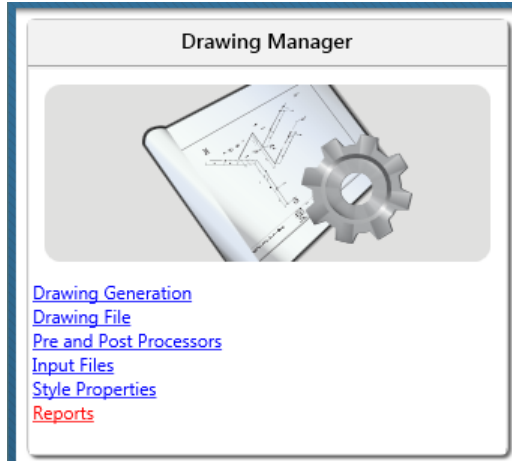 Drawing Manager
Drawing Generation
Drawing File
Pre and Post Processors
Input Files
Style Properties
Reports